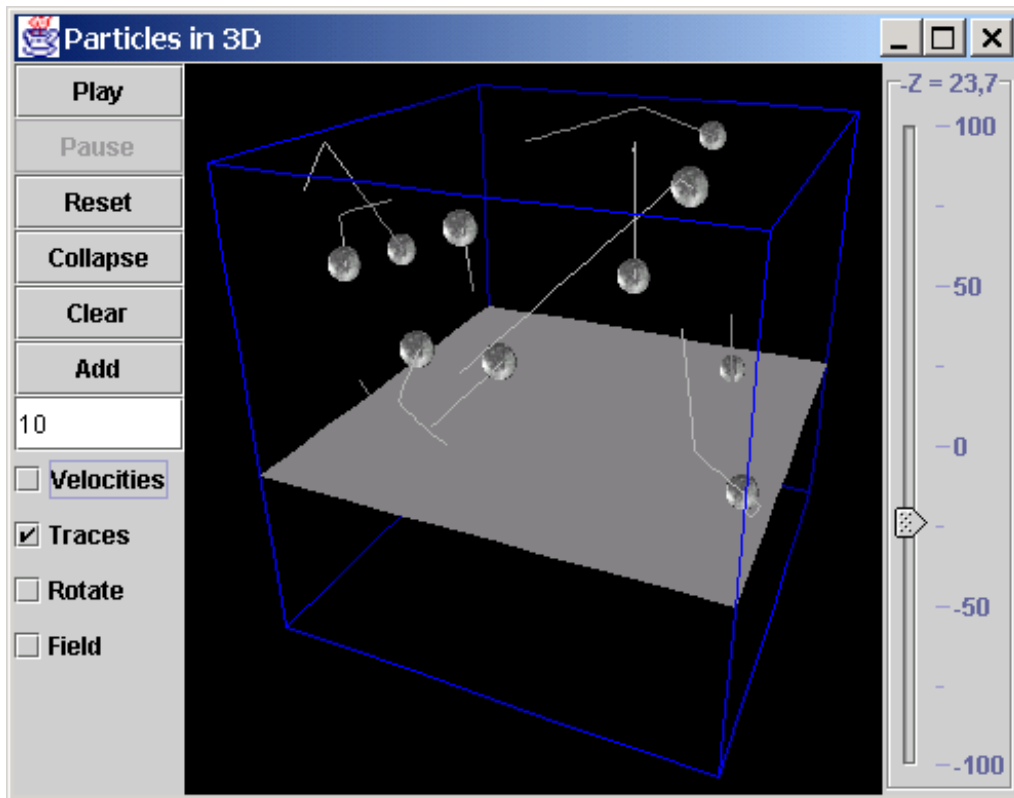 Particles in 3D
Play
Pause
Reset
Collapse
Clear
Add
10
Velocities
Traces
Rotate
Field
-Z = 23,7
100
50
0
-50
-100